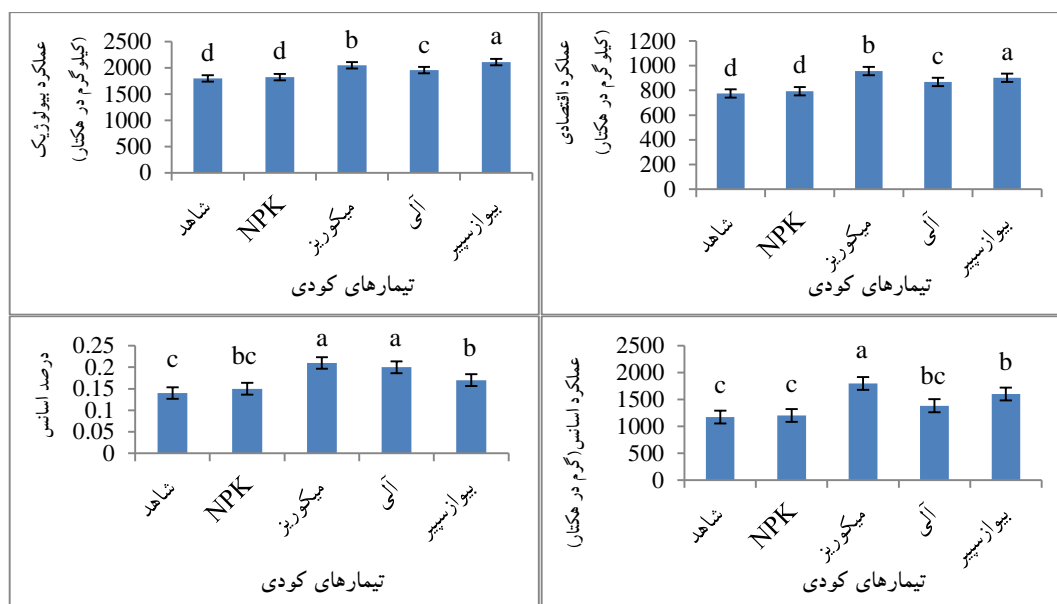 عملکرد بیولوژیک
(کیلوگرم در هکتار)
2500
2000
1500
1000
500
0
d d b c a
شاهد NPK میکوریز آلی بیوازسپیر
تیمارهای کودی
عملکرد اقتصادی
(کیلوگرم در هکتار)
1200
1000
800
600
400
200
0
d d b c a
شاهد NPK میکوریز آلی بیوازسپیر
تیمارهای کودی
درصد اسانس
0.25
0.2
0.15
0.1
0.05
0
c bc a a b
شاهد NPK میکوریز آلی بیوازسپیر
تیمارهای کودی
عملکرد اسانس(گرم در هکتار)
2500
2000
1500
1000
500
0
c c a bc b
شاهد NPK میکوریز آلی بیوازسپیر
تیمارهای کودی